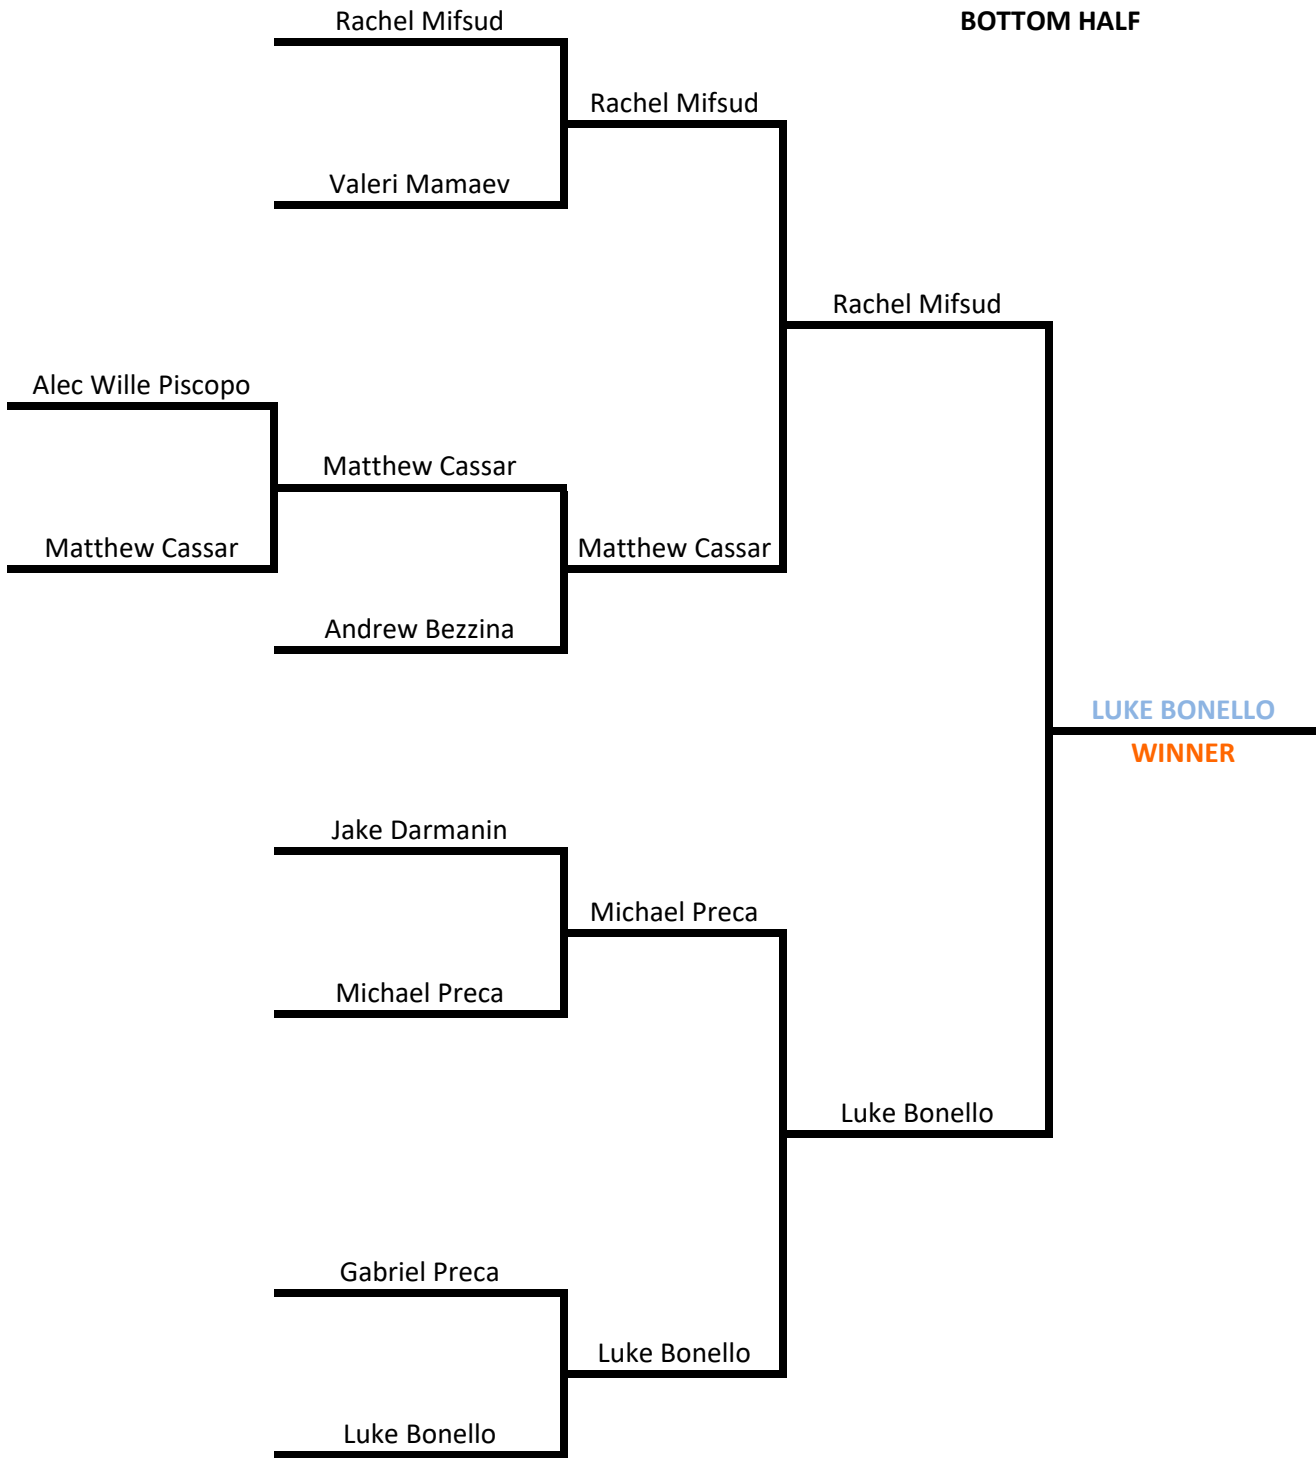 Rachel Mifsud
BOTTOM HALF
Rachel Mifsud
Valeri Mamaev
Rachel Mifsud
Alec Wille Piscopo
Matthew Cassar
Matthew Cassar
Matthew Cassar
Andrew Bezzina
LUKE BONELLO
WINNER
Jake Darmanin
Michael Preca
Michael Preca
Luke Bonello
Gabriel Preca
Luke Bonello
Luke Bonello